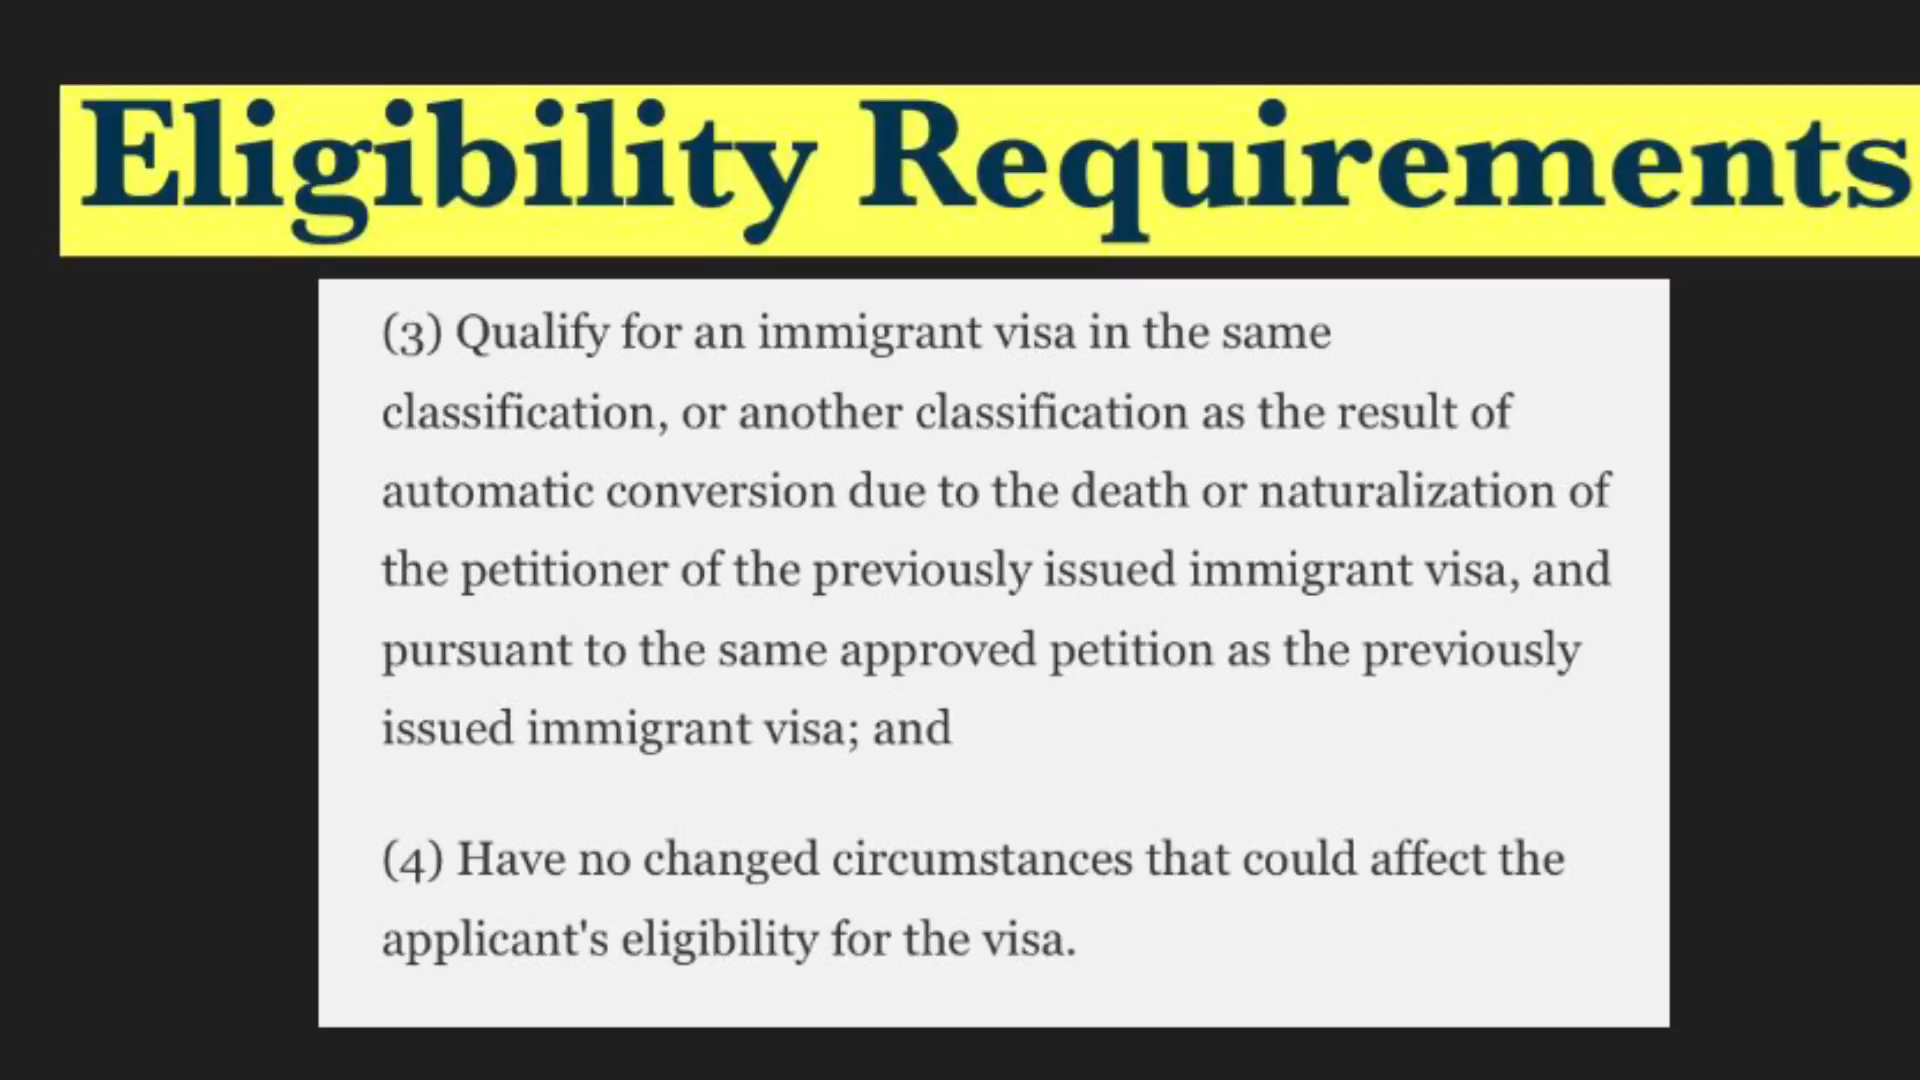 Eligibility Requirements
(3) Qualify for an immigrant visa in the same
classification, or another classification as the result of
automatic conversion due to the death or naturalization of
the petitioner of the previously issued immigrant visa, and
pursuant to the same approved petition as the previously
issued immigrant visa; and
(4) Have no changed circumstances that could affect the
applicant's eligibility for the visa.